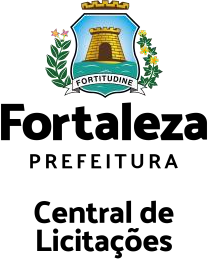 FORTITUDINE
Fortaleza
PREFEITURA
Central de
Licitações